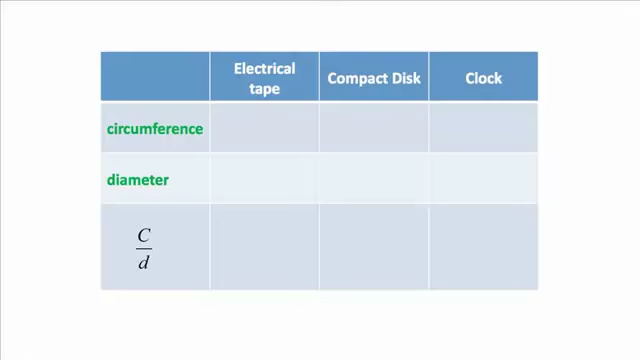 Electrical
tape
Compact Disk
Clock
circumference
diameter
C
d